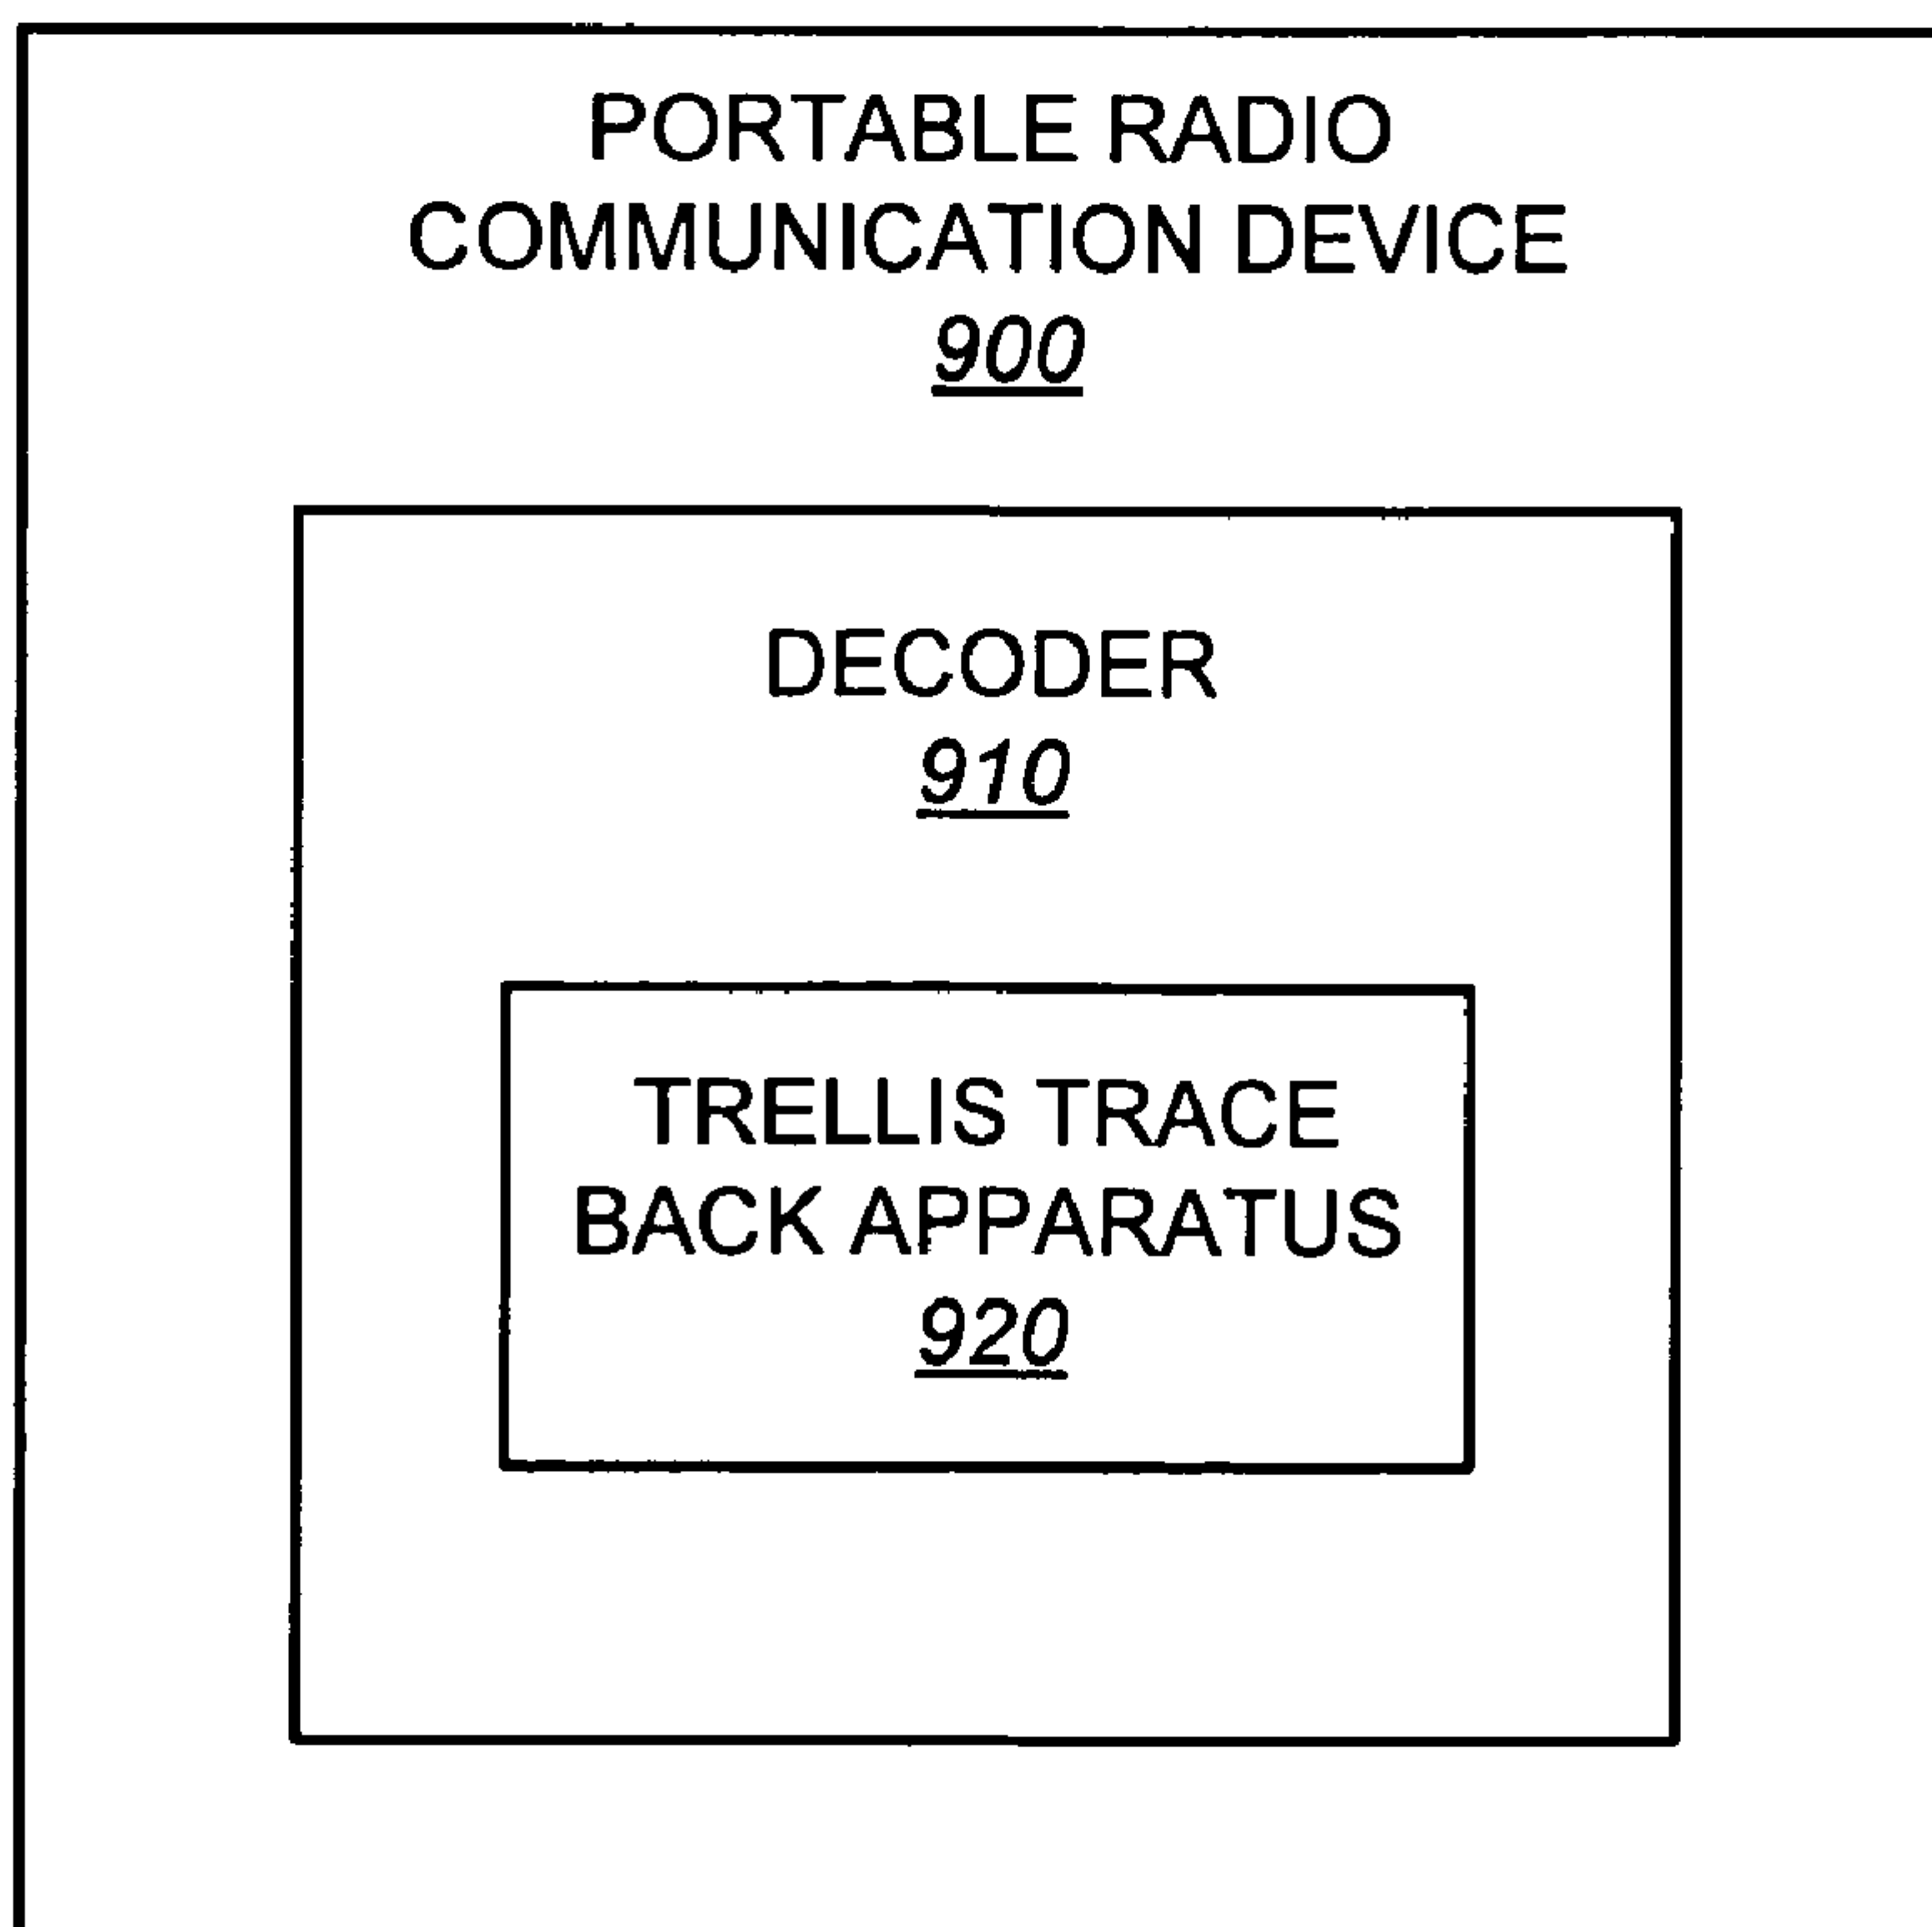 PORTABLE RADIO
COMMUNICATION DEVICE
900
DECODER
910
TRELLIS TRACE
BACK APPARATUS
920